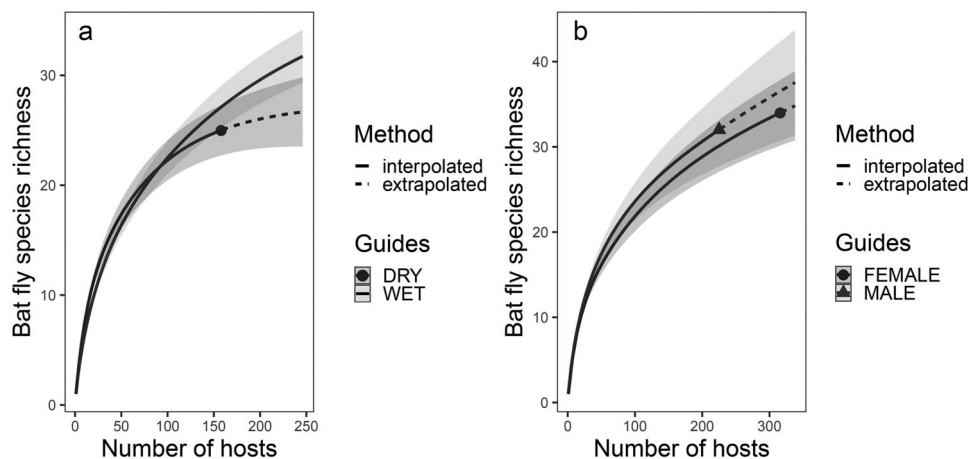 a
Bat fly species richness
30
20
10
0
0 50 100 150 200 250
Number of hosts
Method
interpolated
extrapolated
Guides
DRY
WET
b
Bat fly species richness
40
30
20
10
0
0 100 200 300
Number of hosts
Method
interpolated
extrapolated
Guides
FEMALE
MALE